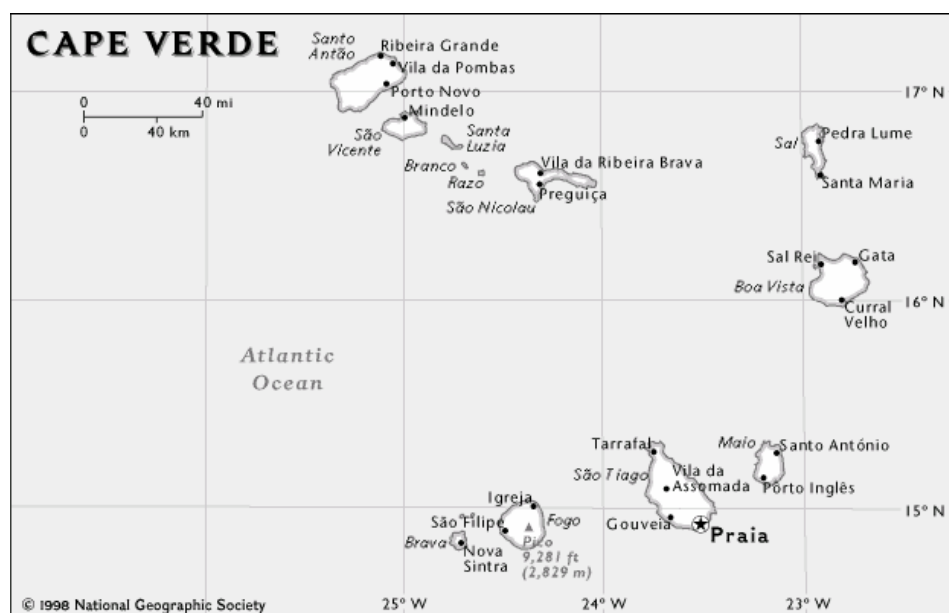 CAPE VERDE
Santo
Antão
Ribeira Grande
Vila da Pombas
Porto Novo
Mindelo
0 40 mi
0 40 km
17° N
São
Vicente
Santa
Luzia
Branco
Razo
Vila da Ribeira Brava
Preguiça
São Nicolau
Sal
Pedra Lume
Santa Maria
Sal Rei
Gata
Boa Vista
Curral
Velho
16° N
Atlantic
Ocean
Tarrafal
São Tiago
Vila da
Assomada
Gouveia
Praia
Maio
Santo António
Porto Inglês
15° N
Igreja
São Filipe
Fogo
Brava
Nova
Sintra
Pico
9,281 ft
(2,829 m)
© 1998 National Geographic Society
25° W
24° W
23° W